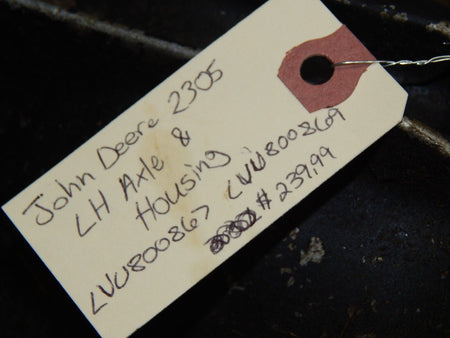 John Deere 2305
LH Axle &
Housing
LVU800867 LVU800869
# 239.99